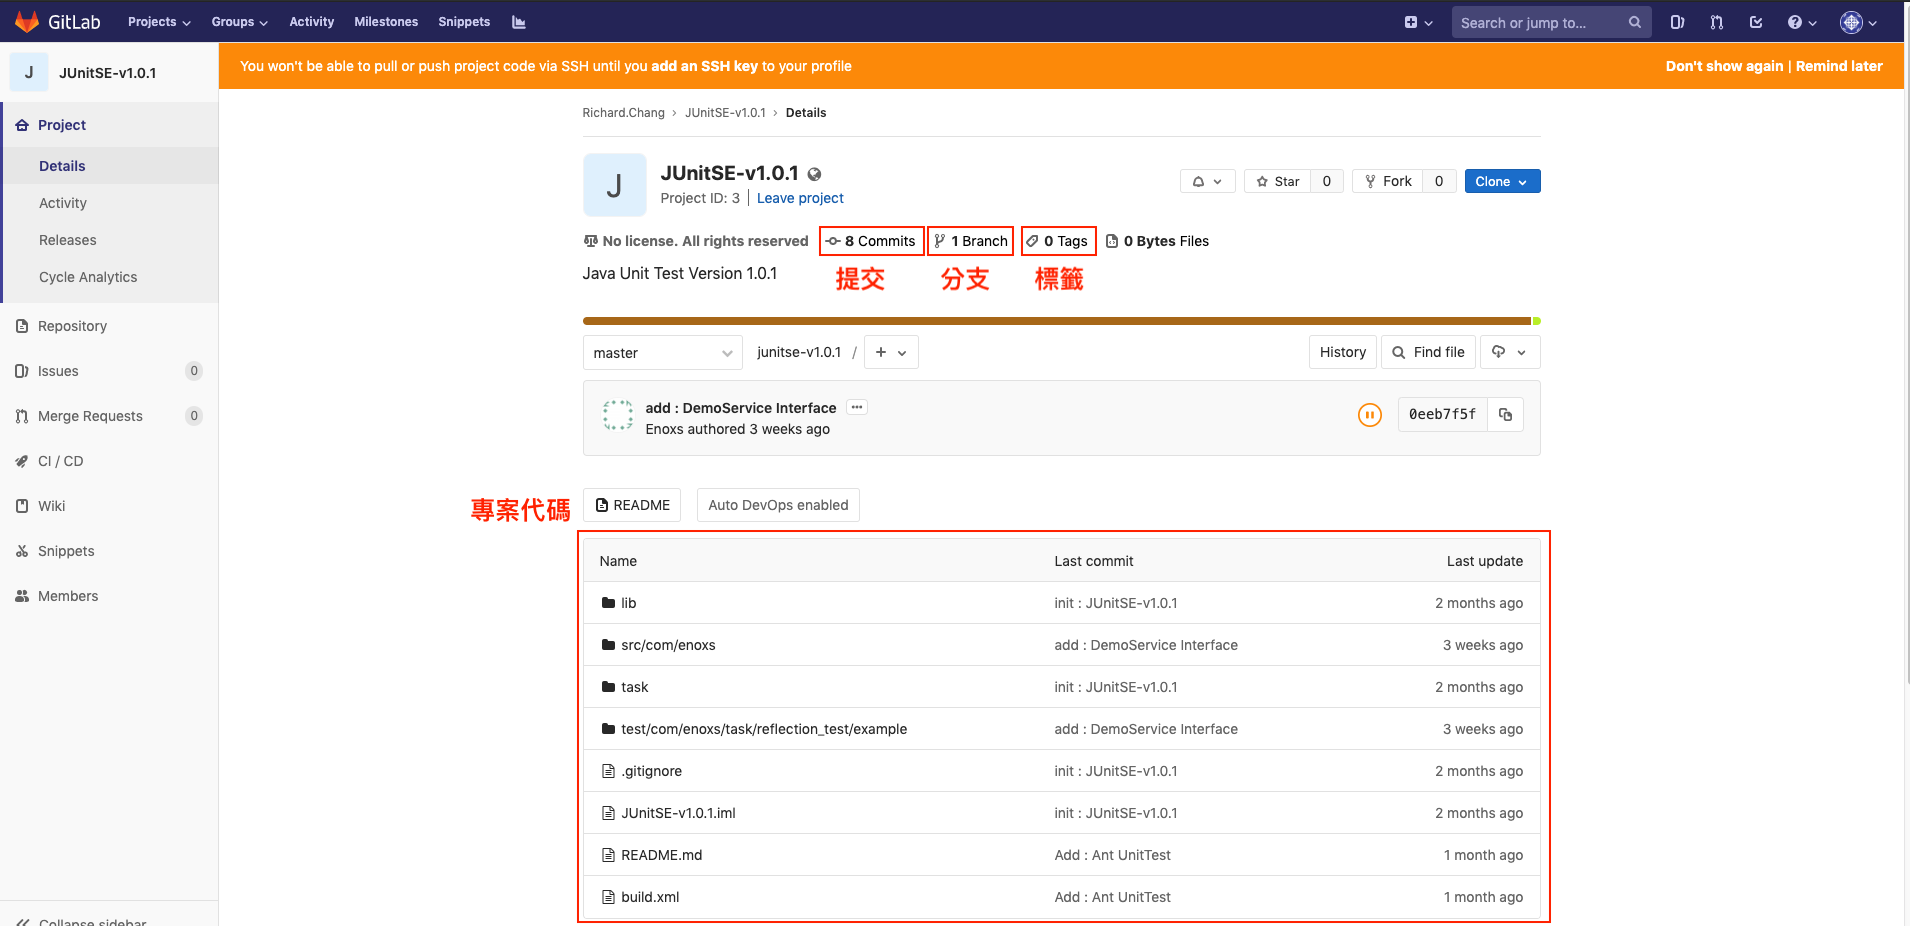 GitLab Projects Groups Activity Milestones Snippets Search or jump to...
J JUnitSE-v1.0.1
You won't be able to pull or push project code via SSH until you add an SSH key to your profile Don't show again | Remind later
Project
Details
Activity
Releases
Cycle Analytics
Repository
Issues 0
Merge Requests 0
CI / CD
Wiki
Snippets
Members
Collapse sidebar
Richard.Chang › JUnitSE-v1.0.1 › Details
J
JUnitSE-v1.0.1
Project ID: 3 | Leave project
Star 0 Fork 0 Clone
No license. All rights reserved 8 Commits 1 Branch 0 Tags 0 Bytes Files
提交 分支 標籤
Java Unit Test Version 1.0.1
master junitse-v1.0.1 / + History Find file
add : DemoService Interface ...
Enoxs authored 3 weeks ago
0eeb7f5f
專案代碼 README Auto DevOps enabled
Name Last commit Last update
lib init : JUnitSE-v1.0.1 2 months ago
src/com/enoxs add : DemoService Interface 3 weeks ago
task init : JUnitSE-v1.0.1 2 months ago
test/com/enoxs/task/reflection_test/example add : DemoService Interface 3 weeks ago
.gitignore init : JUnitSE-v1.0.1 2 months ago
JUnitSE-v1.0.1.iml init : JUnitSE-v1.0.1 2 months ago
README.md Add : Ant UnitTest 1 month ago
build.xml Add : Ant UnitTest 1 month ago